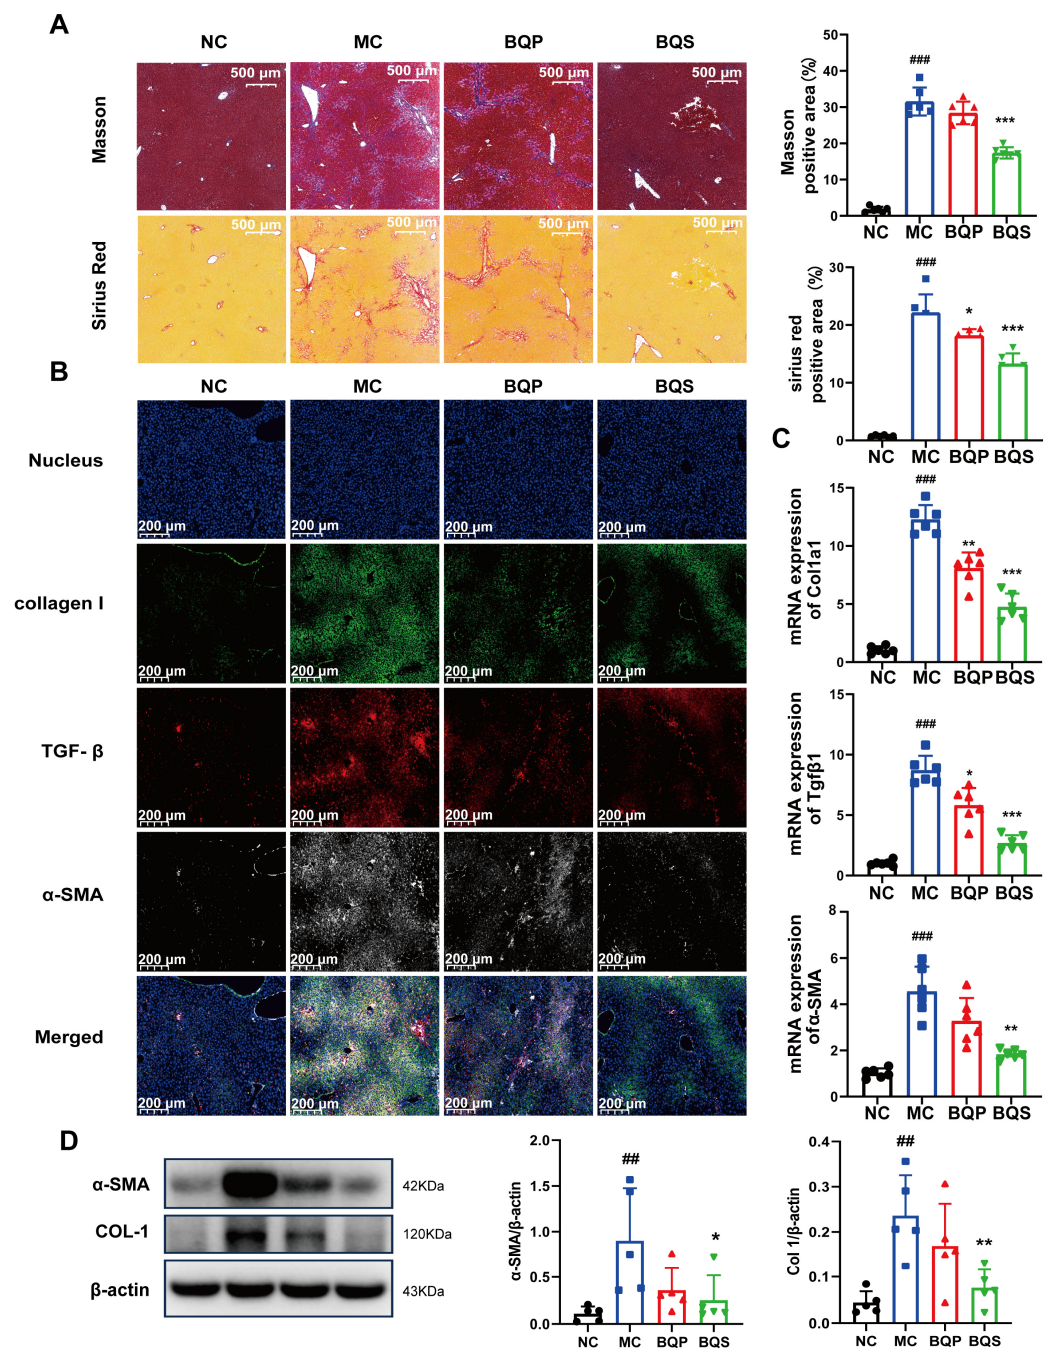 A
NC MC BQP BQS
Masson
500 µm 500 µm 500 µm 500 µm
Sirius Red
500 µm 500 µm 500 µm 500 µm
Masson
positive area (%)
50
40
30
20
10
0
###
***
NC MC BQP BQS
sirius red
positive area (%)
30
20
10
0
###
*
***
NC MC BQP BQS
B
NC MC BQP BQS
Nucleus
200 µm 200 µm 200 µm 200 µm
collagen I
200 µm 200 µm 200 µm 200 µm
TGF- β
200 µm 200 µm 200 µm 200 µm
α-SMA
200 µm 200 µm 200 µm 200 µm
Merged
200 µm 200 µm 200 µm 200 µm
C
mRNA expression
of Col1a1
15
10
5
0
###
**
***
NC MC BQP BQS
mRNA expression
of Tgfβ1
15
10
5
0
###
*
***
NC MC BQP BQS
mRNA expression
of α-SMA
8
6
4
2
0
###
**
NC MC BQP BQS
D
α-SMA 42KDa
COL-1 120KDa
β-actin 43KDa
α-SMA/β-actin
2.0
1.5
1.0
0.5
0.0
##
*
NC MC BQP BQS
Col 1/β-actin
0.4
0.3
0.2
0.1
0.0
##
**
NC MC BQP BQS